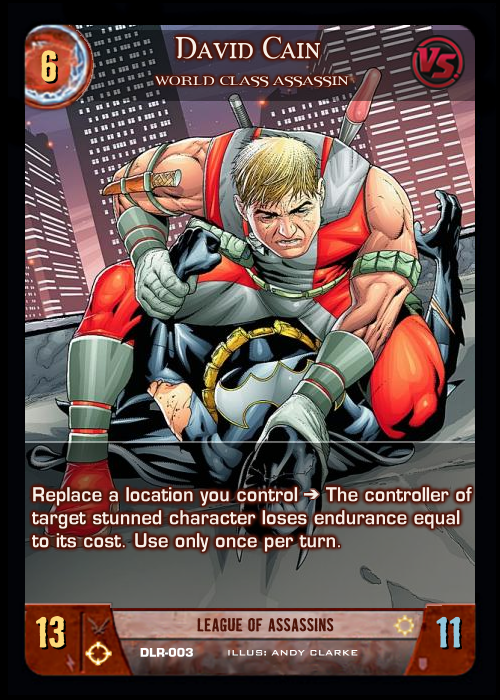 6
David Cain
VS
World Class Assassin
Replace a location you control ➔ The controller of
target stunned character loses endurance equal
to its cost. Use only once per turn.
13
League of Assassins
11
DLR-003 Illus: Andy Clarke